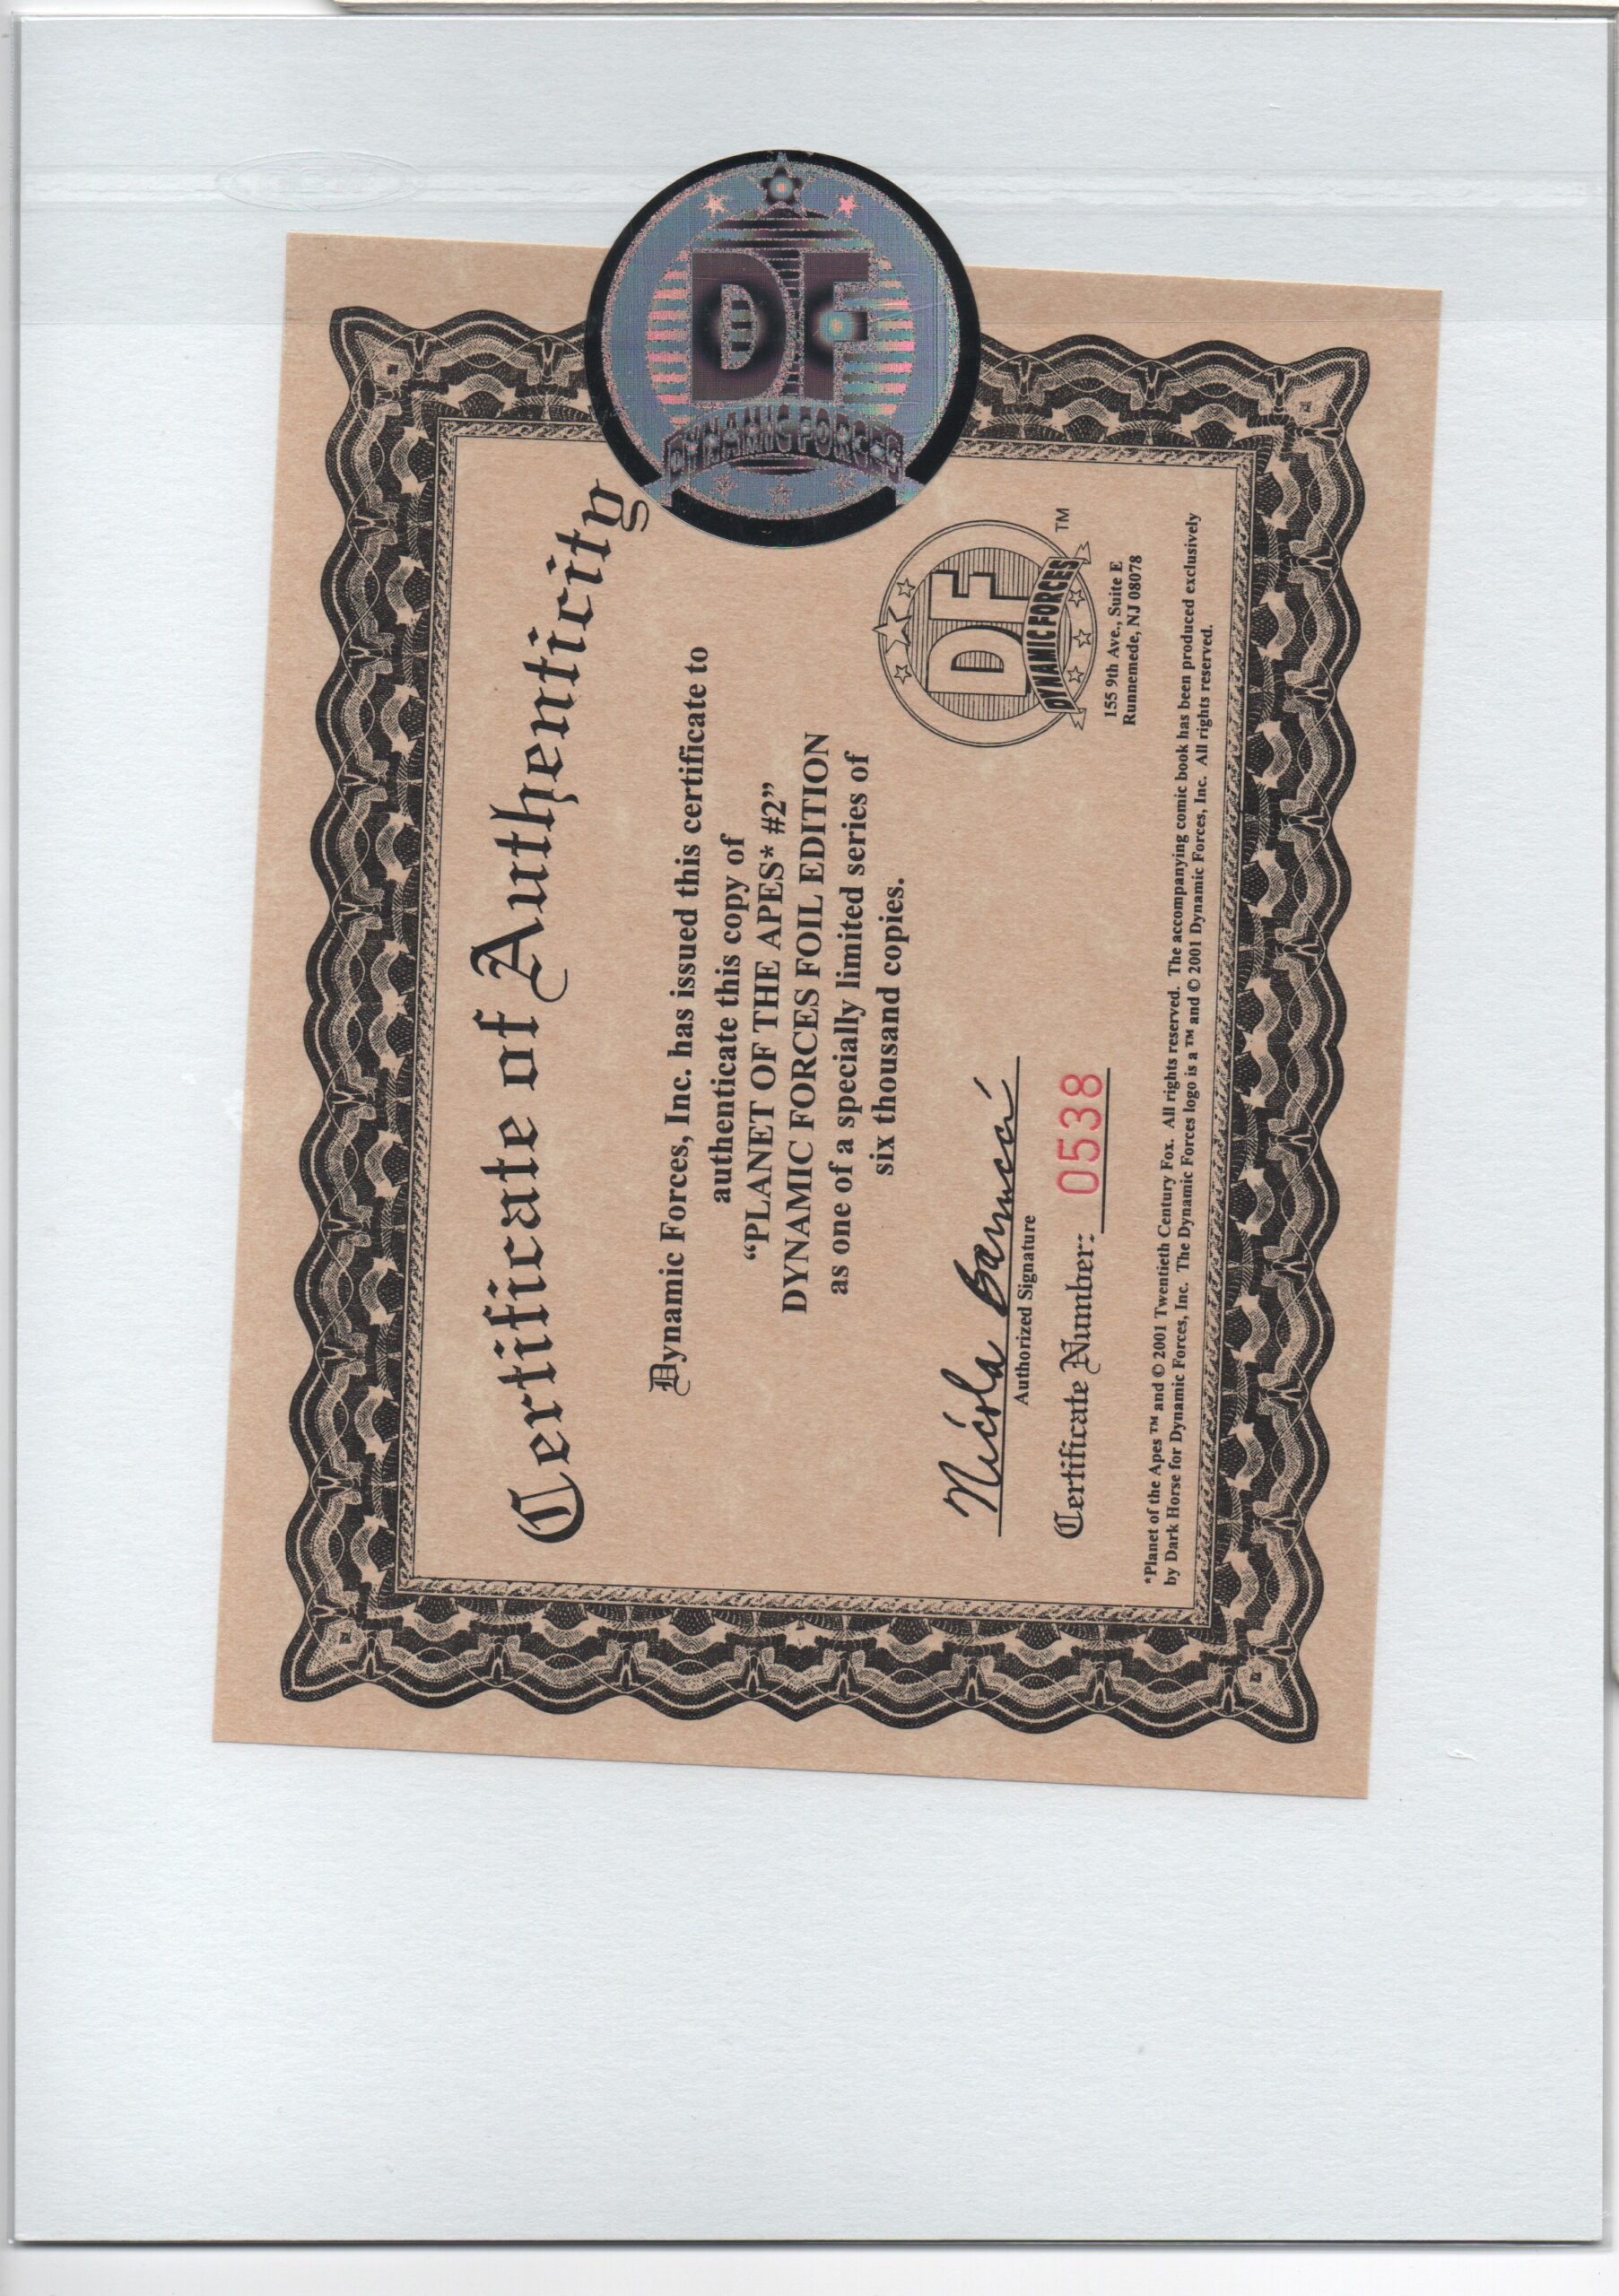 DF
DYNAMIC FORCES
Certificate of Authenticity
Dynamic Forces, Inc. has issued this certificate to
authenticate this copy of
“PLANET OF THE APES* #2”
DYNAMIC FORCES FOIL EDITION
as one of a specially limited series of
six thousand copies.
Authorized Signature
Certificate Number: 0538
DF
DYNAMIC FORCES
TM
155 9th Ave., Suite E
Runnemede, NJ 08078
*Planet of the Apes ™ and © 2001 Twentieth Century Fox. All rights reserved. The accompanying comic book has been produced exclusively
by Dark Horse for Dynamic Forces, Inc. The Dynamic Forces logo is a ™ and © 2001 Dynamic Forces, Inc. All rights reserved.